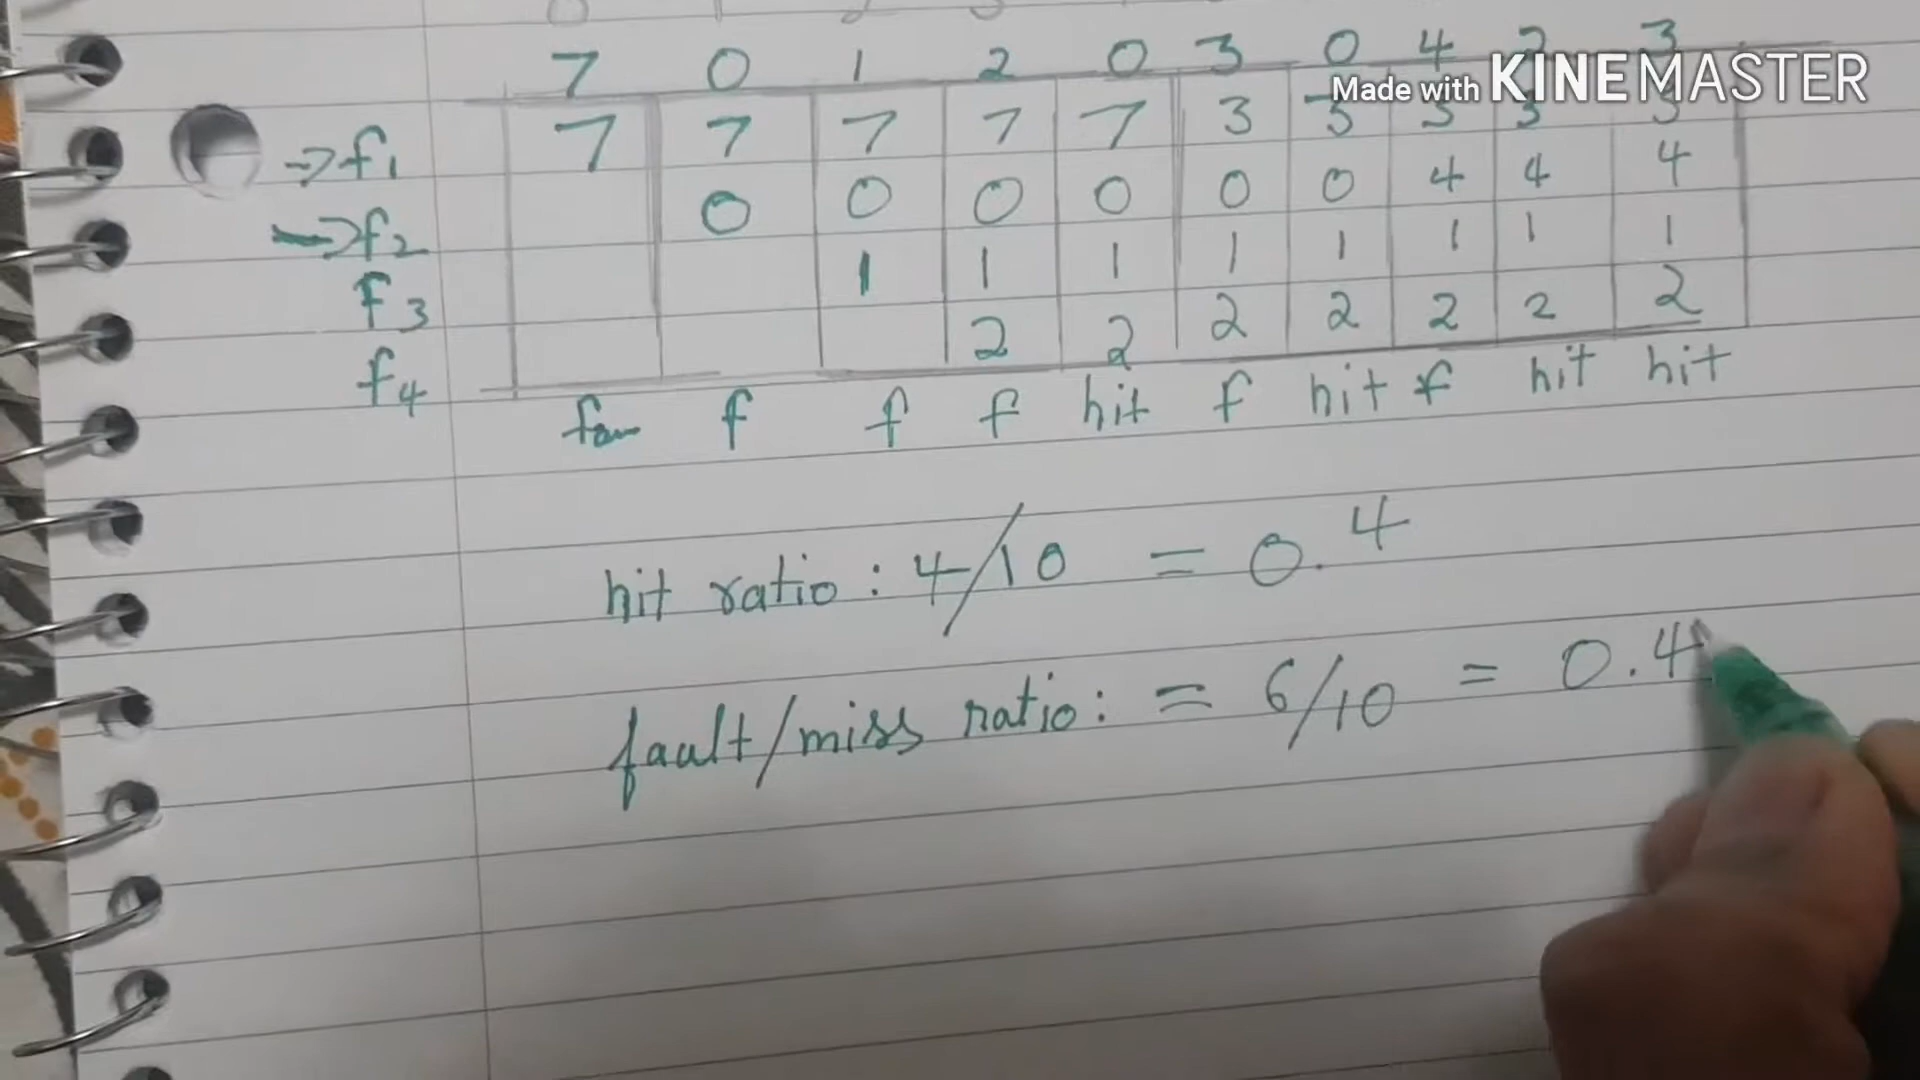 7 0 1 2 0 3 0 4 2 3
Made with KINEMASTER
→f1 7 7 7 7 7 3 3 3 3 3
→f2 0 0 0 0 0 0 4 4 4
f3 1 1 1 1 1 1 1 1
f4 2 2 2 2 2 2 2
f f f hit f hit f hit hit
hit ratio : 4/10 = 0.4
fault/miss ratio: = 6/10 = 0.4